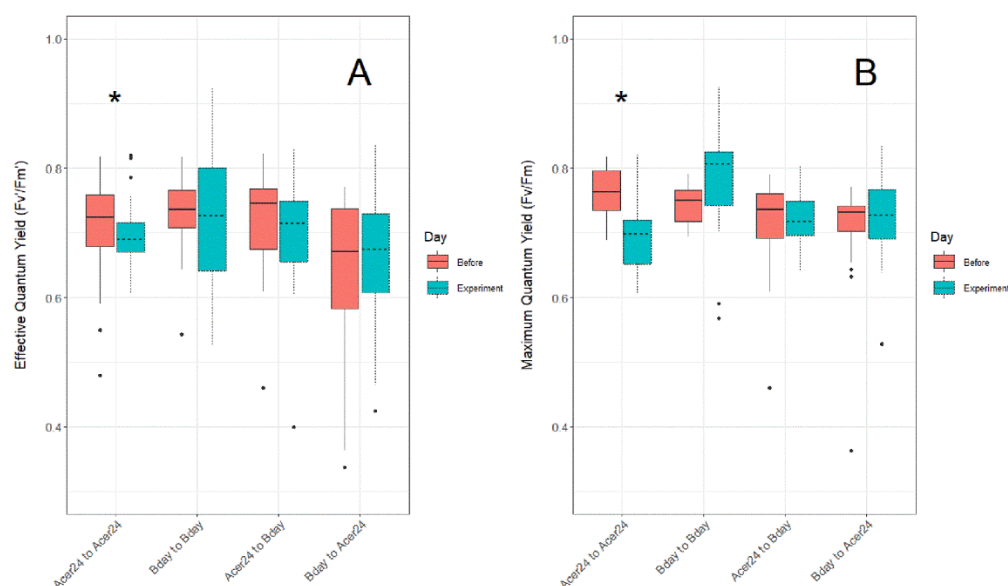 A
*
Effective Quantum Yield (Fv'/Fm')
1.0
0.8
0.6
0.4
Acer24 to Acer24
Bday to Bday
Acer24 to Bday
Bday to Acer24
Day
Before
Experiment
B
*
Maximum Quantum Yield (Fv/Fm)
1.0
0.8
0.6
0.4
Acer24 to Acer24
Bday to Bday
Acer24 to Bday
Bday to Acer24
Day
Before
Experiment